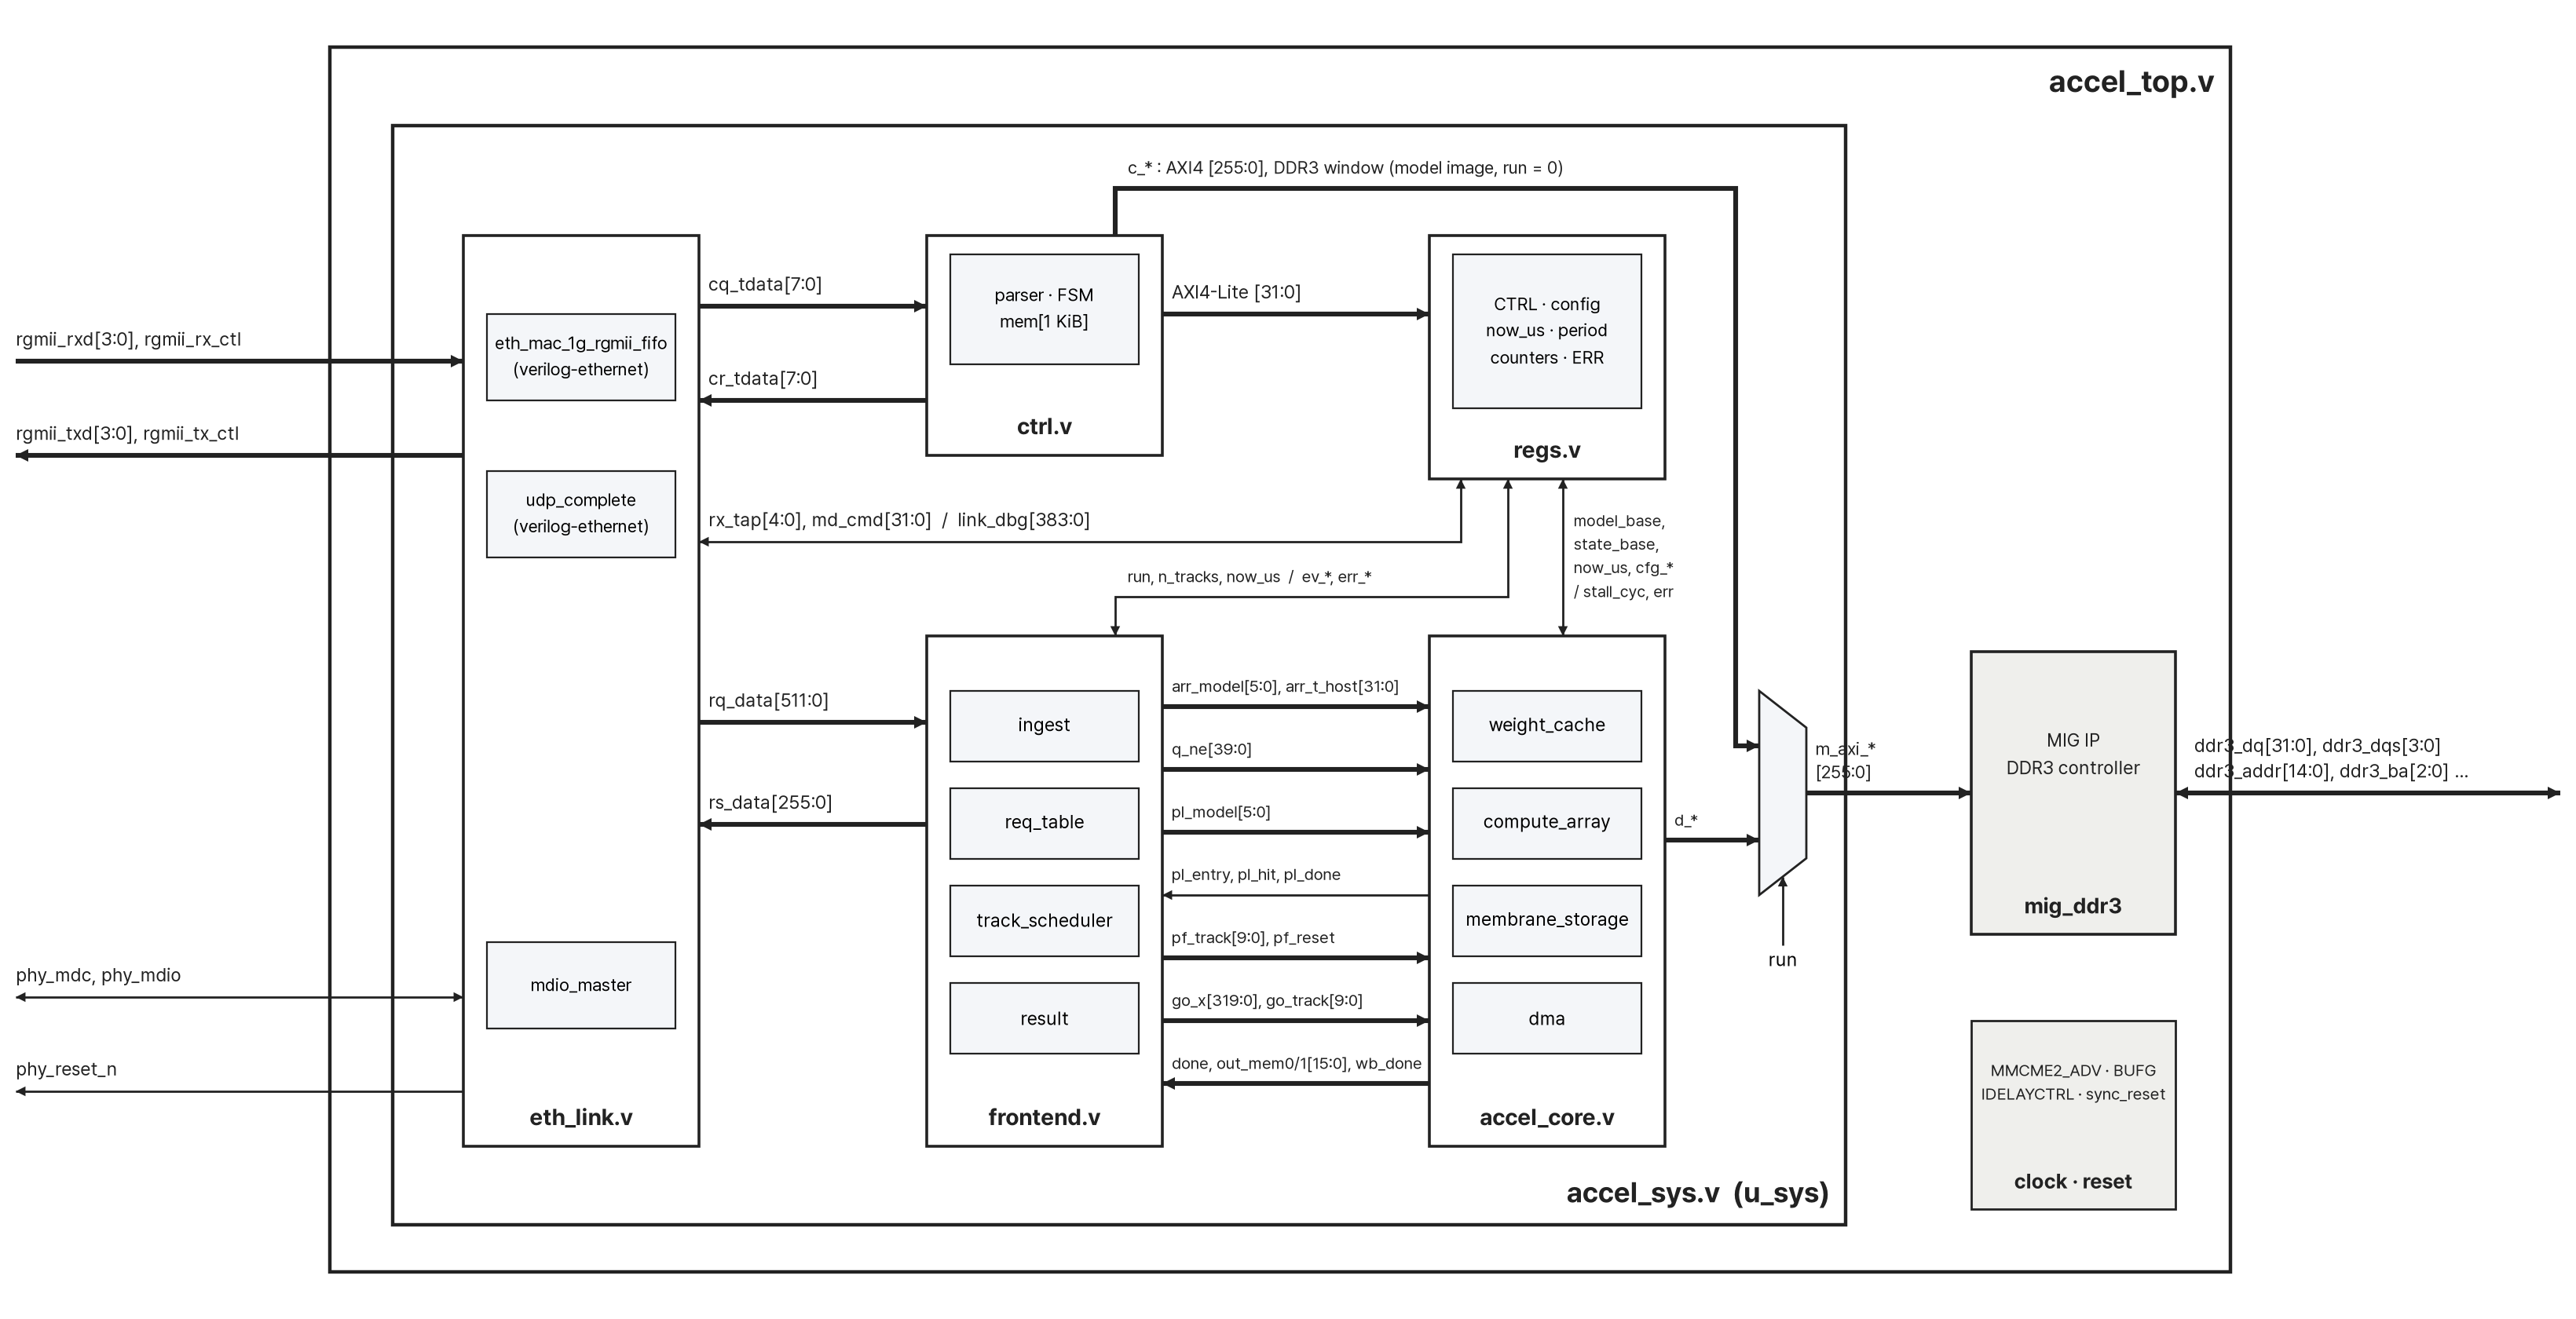 accel_top.v
c_* : AXI4 [255:0], DDR3 window (model image, run = 0)
rgmii_rxd[3:0], rgmii_rx_ctl
rgmii_txd[3:0], rgmii_tx_ctl
phy_mdc, phy_mdio
phy_reset_n
eth_mac_1g_rgmii_fifo
(verilog-ethernet)
udp_complete
(verilog-ethernet)
mdio_master
eth_link.v
cq_tdata[7:0]
cr_tdata[7:0]
parser · FSM
mem[1 KiB]
ctrl.v
AXI4-Lite [31:0]
CTRL · config
now_us · period
counters · ERR
regs.v
rx_tap[4:0], md_cmd[31:0] / link_dbg[383:0]
run, n_tracks, now_us / ev_*, err_*
model_base,
state_base,
now_us, cfg_*
/ stall_cyc, err
rq_data[511:0]
rs_data[255:0]
ingest
req_table
track_scheduler
result
frontend.v
arr_model[5:0], arr_t_host[31:0]
q_ne[39:0]
pl_model[5:0]
pl_entry, pl_hit, pl_done
pf_track[9:0], pf_reset
go_x[319:0], go_track[9:0]
done, out_mem0/1[15:0], wb_done
weight_cache
compute_array
membrane_storage
dma
accel_core.v
d_*
run
m_axi_*
[255:0]
accel_sys.v (u_sys)
MIG IP
DDR3 controller
mig_ddr3
ddr3_dq[31:0], ddr3_dqs[3:0]
ddr3_addr[14:0], ddr3_ba[2:0] ...
MMCME2_ADV · BUFG
IDELAYCTRL · sync_reset
clock · reset